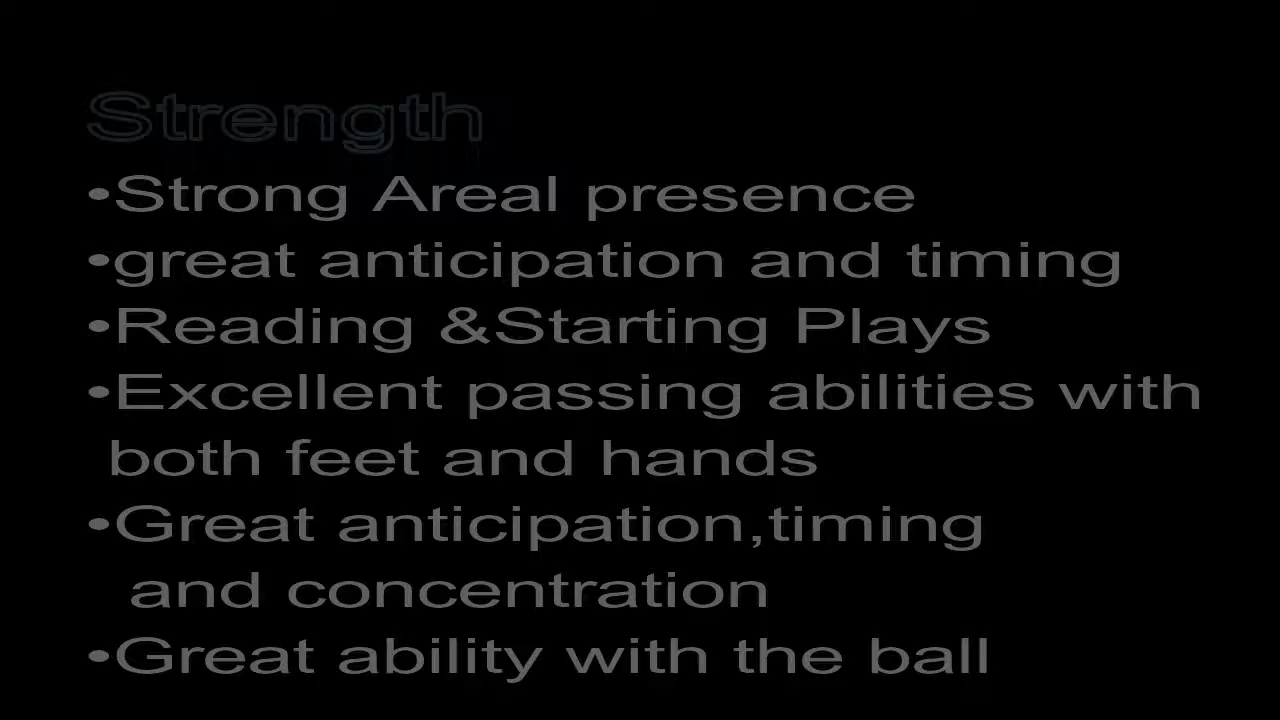 Strength
•Strong Areal presence
•great anticipation and timing
•Reading &Starting Plays
•Excellent passing abilities with
both feet and hands
•Great anticipation,timing
and concentration
•Great ability with the ball